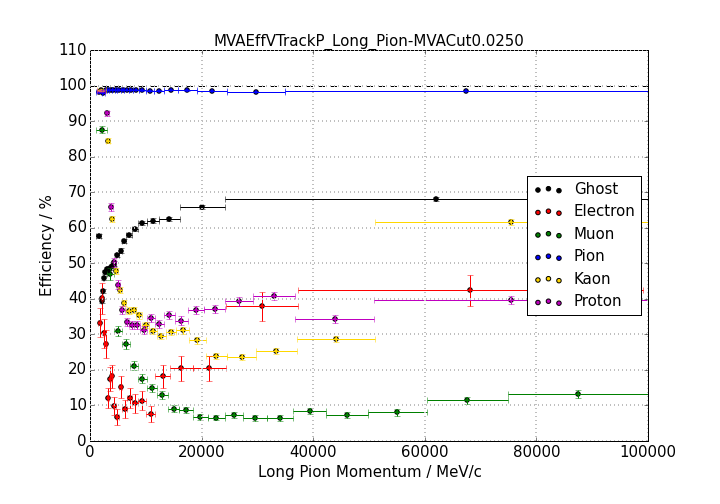 MVAEffVTrackP_Long_Pion-MVACut0.0250
110
100
90
80
70
60
50
40
30
20
10
0
Efficiency / %
Ghost
Electron
Muon
Pion
Kaon
Proton
0 20000 40000 60000 80000 100000
Long Pion Momentum / MeV/c